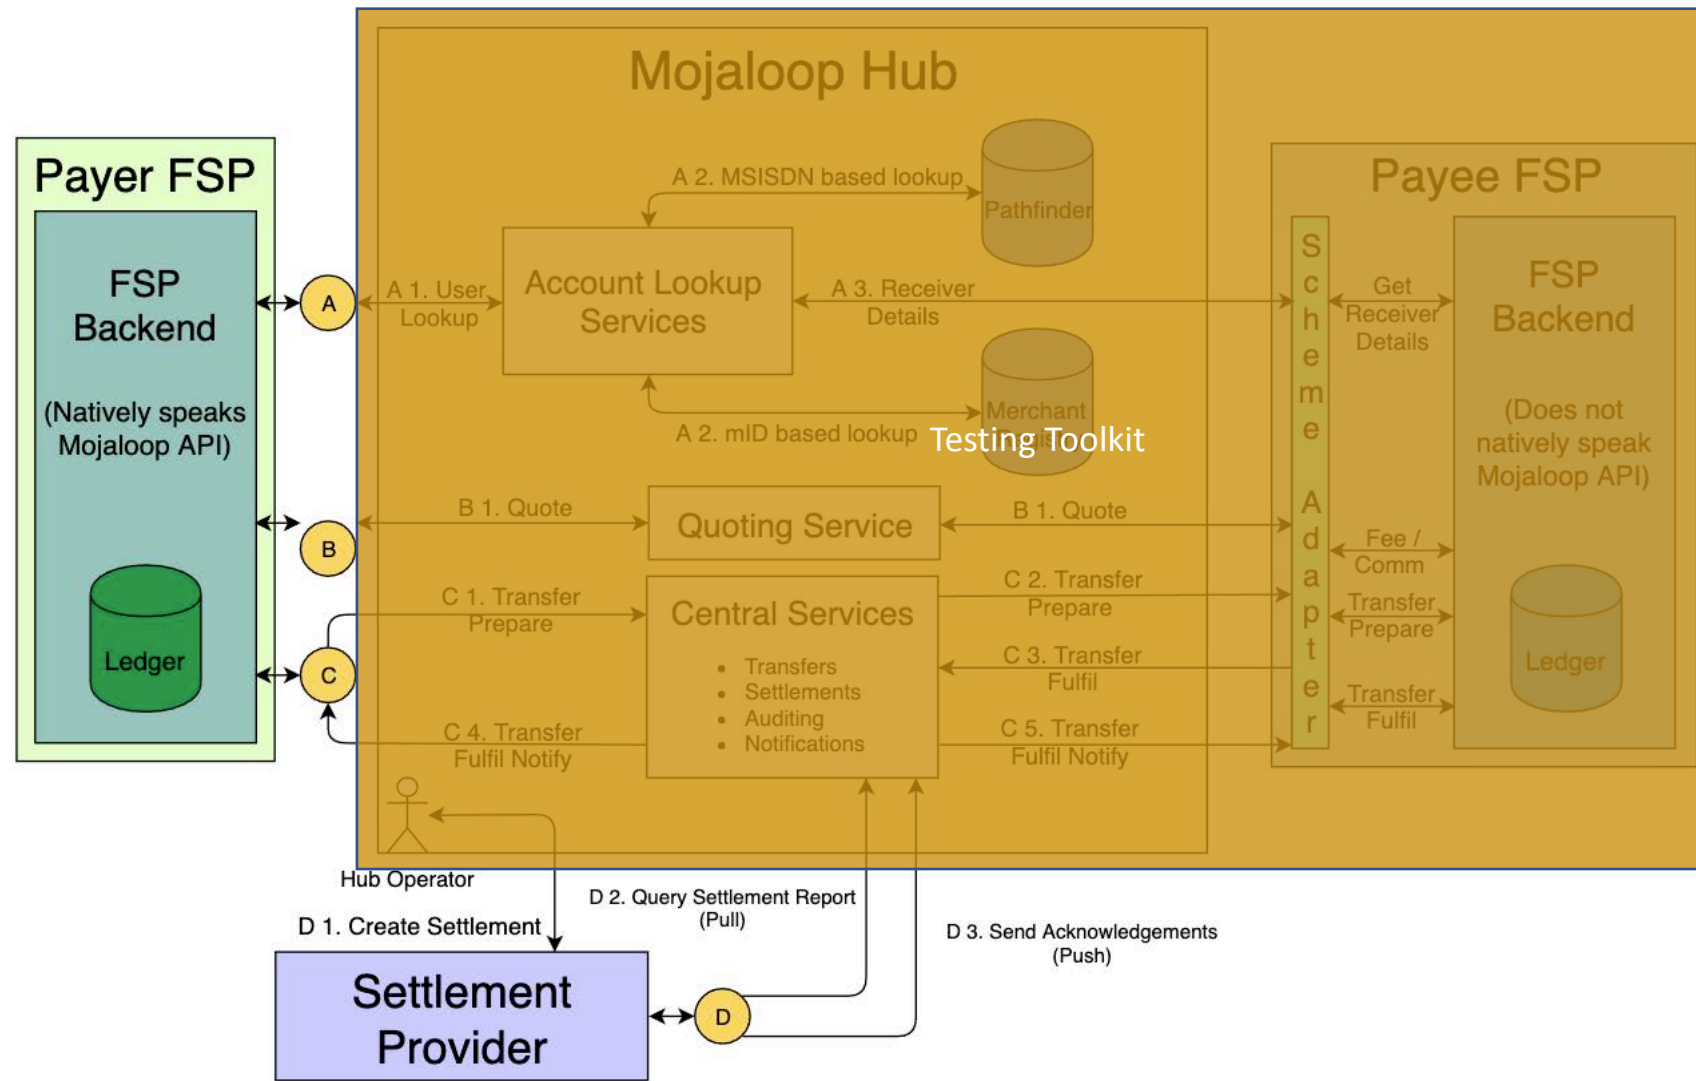 Mojaloop Hub
Payer FSP
FSP
Backend
(Natively speaks
Mojaloop API)
Ledger
A
B
C
A 1. User
Lookup
A 2. MSISDN based lookup
Pathfinder
Account Lookup
Services
A 3. Receiver
Details
A 2. mID based lookup
Merchant
Testing Toolkit
B 1. Quote
Quoting Service
B 1. Quote
C 1. Transfer
Prepare
Central Services
• Transfers
• Settlements
• Auditing
• Notifications
C 2. Transfer
Prepare
C 3. Transfer
Fulfil
C 4. Transfer
Fulfil Notify
C 5. Transfer
Fulfil Notify
Payee FSP
Scheme Adapter
Get
Receiver
Details
FSP
Backend
(Does not
natively speak
Mojaloop API)
Fee /
Comm
Transfer
Prepare
Transfer
Fulfil
Ledger
Hub Operator
D 1. Create Settlement
D 2. Query Settlement Report
(Pull)
D 3. Send Acknowledgements
(Push)
Settlement
Provider
D